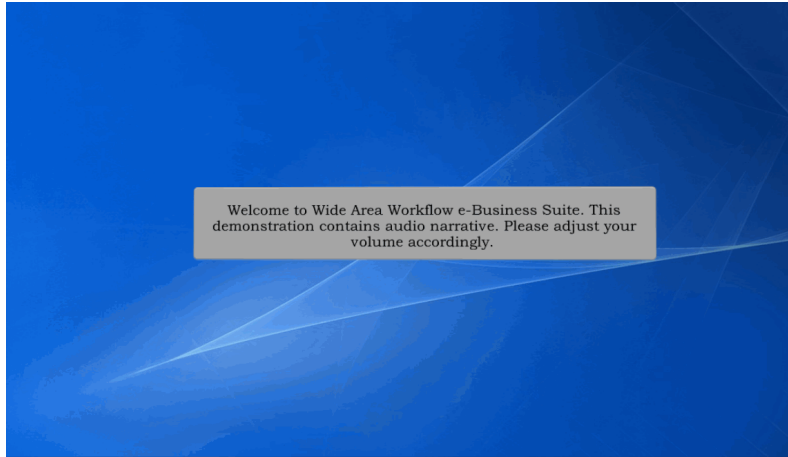 Welcome to Wide Area Workflow e-Business Suite. This
demonstration contains audio narrative. Please adjust your
volume accordingly.